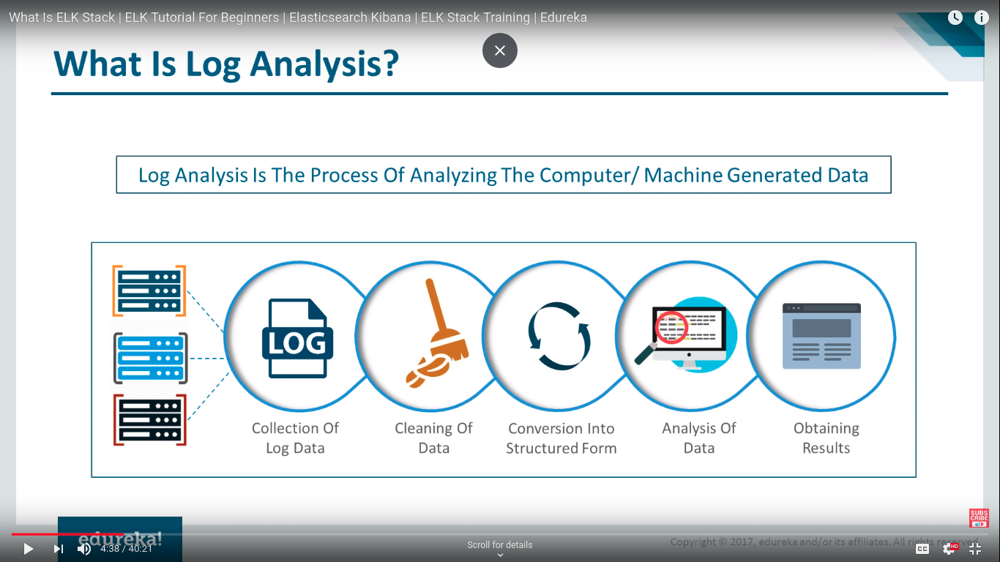 What Is ELK Stack | ELK Tutorial For Beginners | Elasticsearch Kibana | ELK Stack Training | Edureka
What Is Log Analysis?
Log Analysis Is The Process Of Analyzing The Computer/ Machine Generated Data
LOG
Collection Of
Log Data
Cleaning Of
Data
Conversion Into
Structured Form
Analysis Of
Data
Obtaining
Results
SUBS
CRIBE
edureka!
4:38 / 40:21
Scroll for details
Copyright © 2017, edureka and/or its affiliates. All rights reserved.
CC
HD